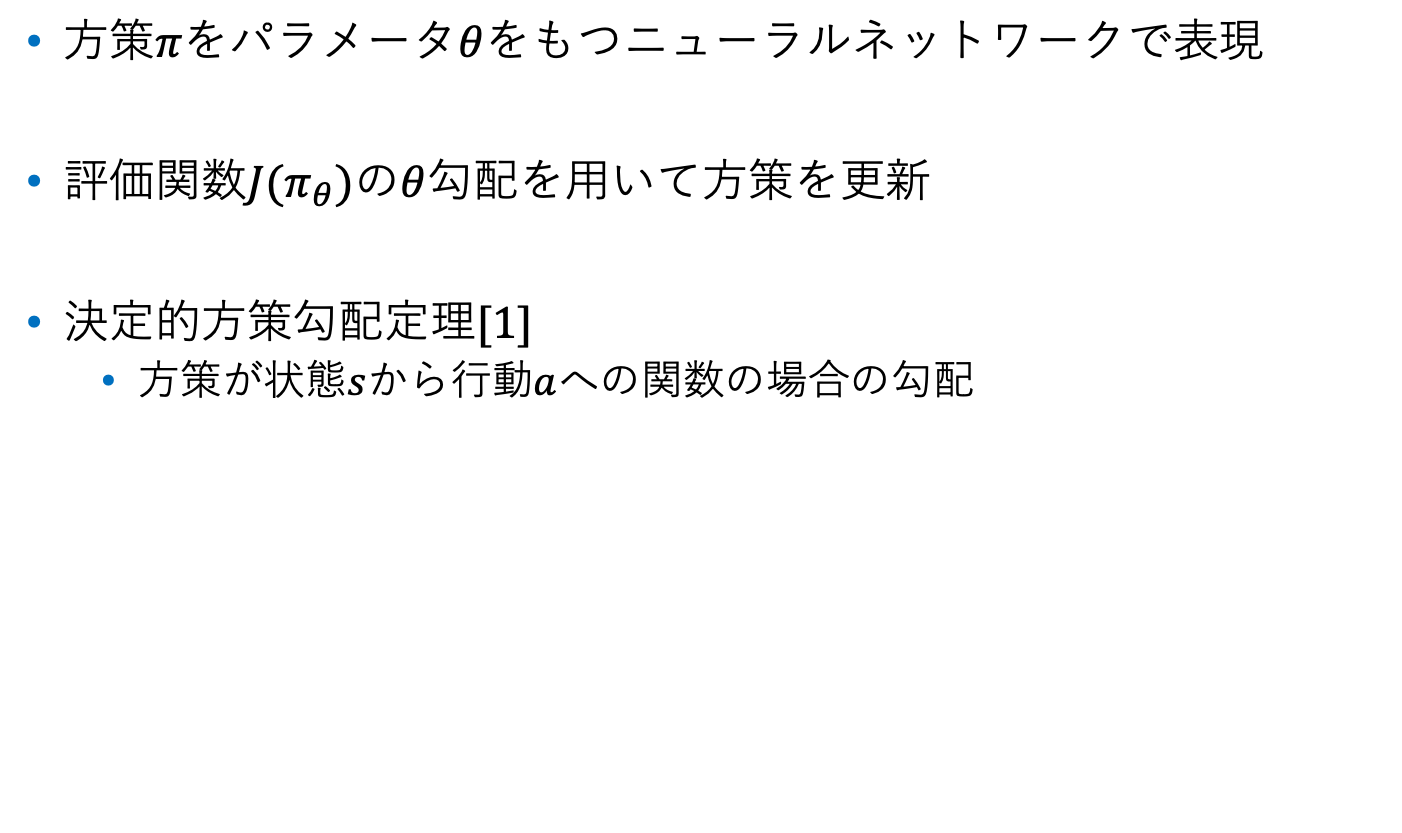 • 方策πをパラメータθをもつニューラルネットワークで表現
• 評価関数J(π_θ)のθ勾配を用いて方策を更新
• 決定的方策勾配定理[1]
• 方策が状態sから行動aへの関数の場合の勾配